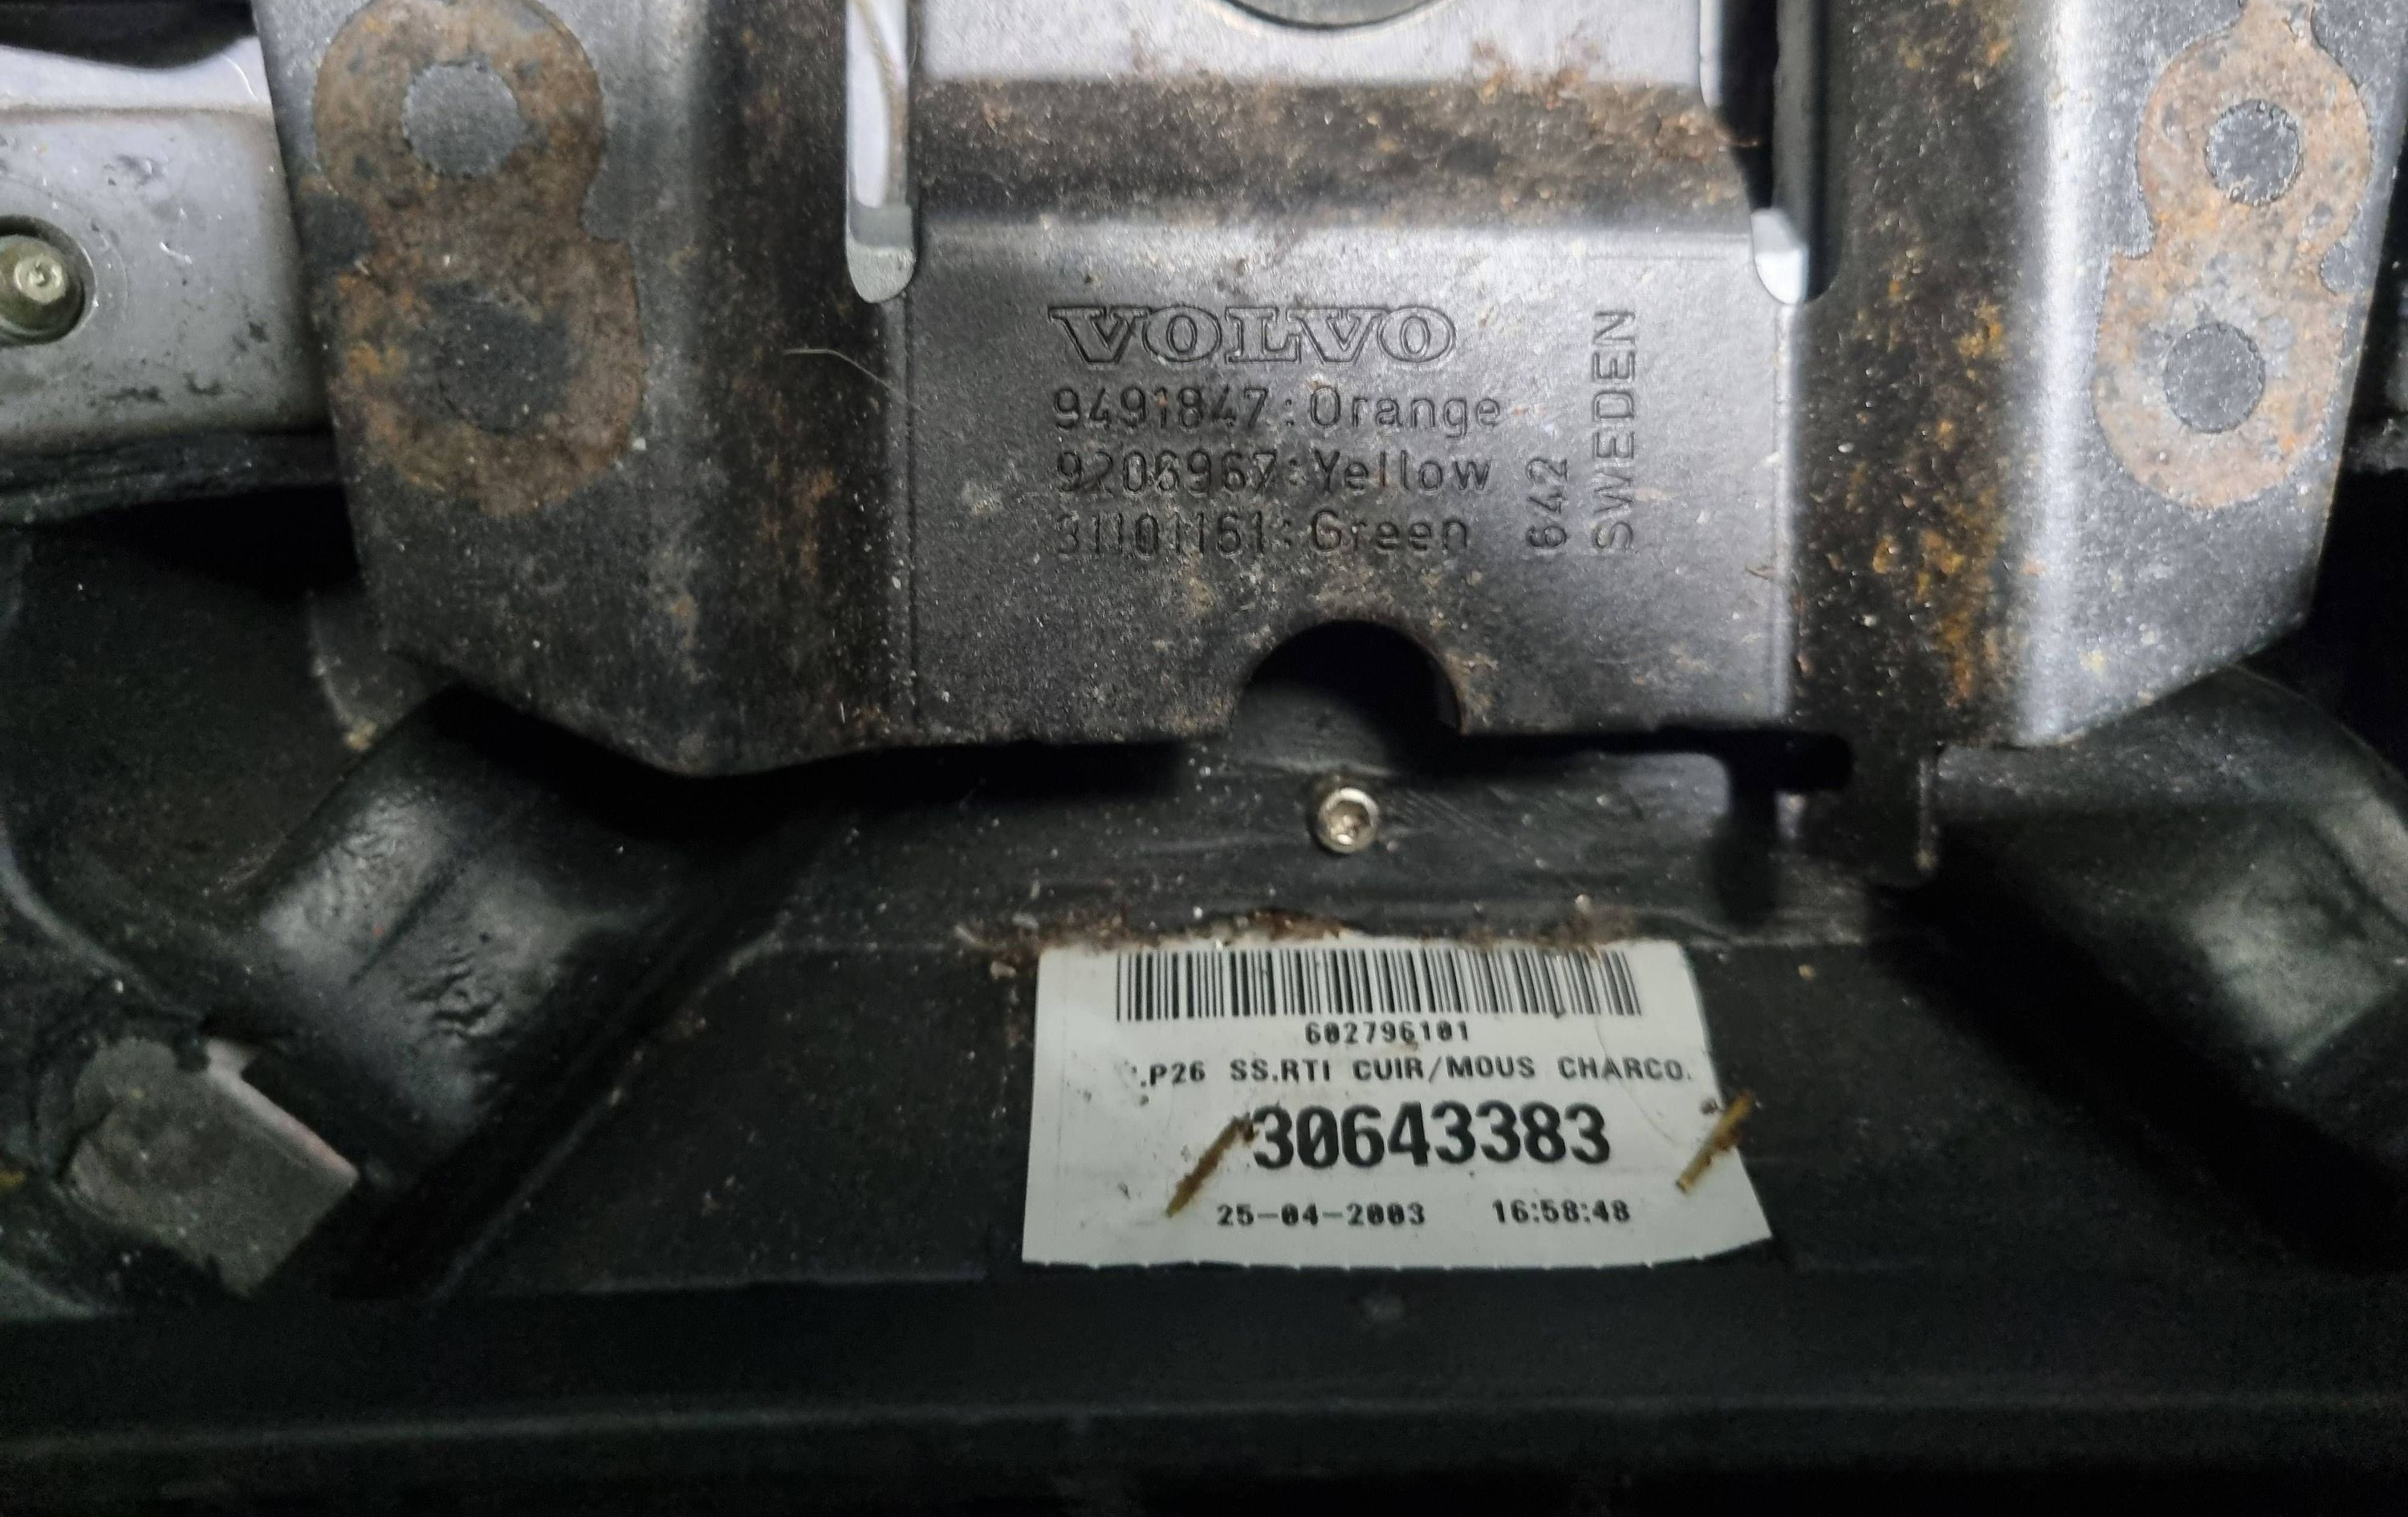 VOLVO
9491847:Orange
9206967:Yellow
31101161:Green
642
SWEDEN
602796101
.P26 SS.RTI CUIR/MOUS CHARCO.
30643383
25-04-2003 16:58:48